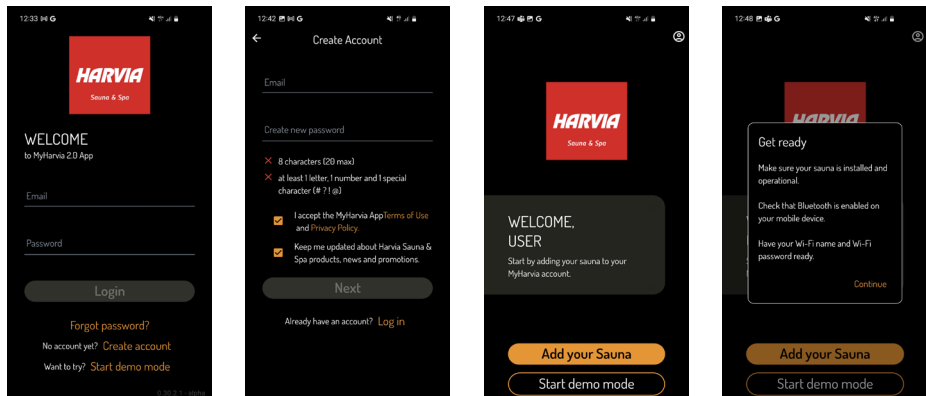 12:33 G
HARVIA
Sauna & Spa
WELCOME
to MyHarvia 2.0 App
Email
Password
Login
Forgot password?
No account yet? Create account
Want to try? Start demo mode
0.20.2.1 - alpha
12:42 G
Create Account
Email
Create new password
8 characters (20 max)
at least 1 letter, 1 number and 1 special
character (# ? ! @)
I accept the MyHarvia AppTerms of Use
and Privacy Policy.
Keep me updated about Harvia Sauna &
Spa products, news and promotions.
Next
Already have an account? Log in
12:47 G
HARVIA
Sauna & Spa
WELCOME,
USER
Start by adding your sauna to your
MyHarvia account.
Add your Sauna
Start demo mode
12:48 G
HARVIA
Get ready
Make sure your sauna is installed and
operational.
Check that Bluetooth is enabled on
your mobile device.
Have your Wi-Fi name and Wi-Fi
password ready.
Continue
Add your Sauna
Start demo mode